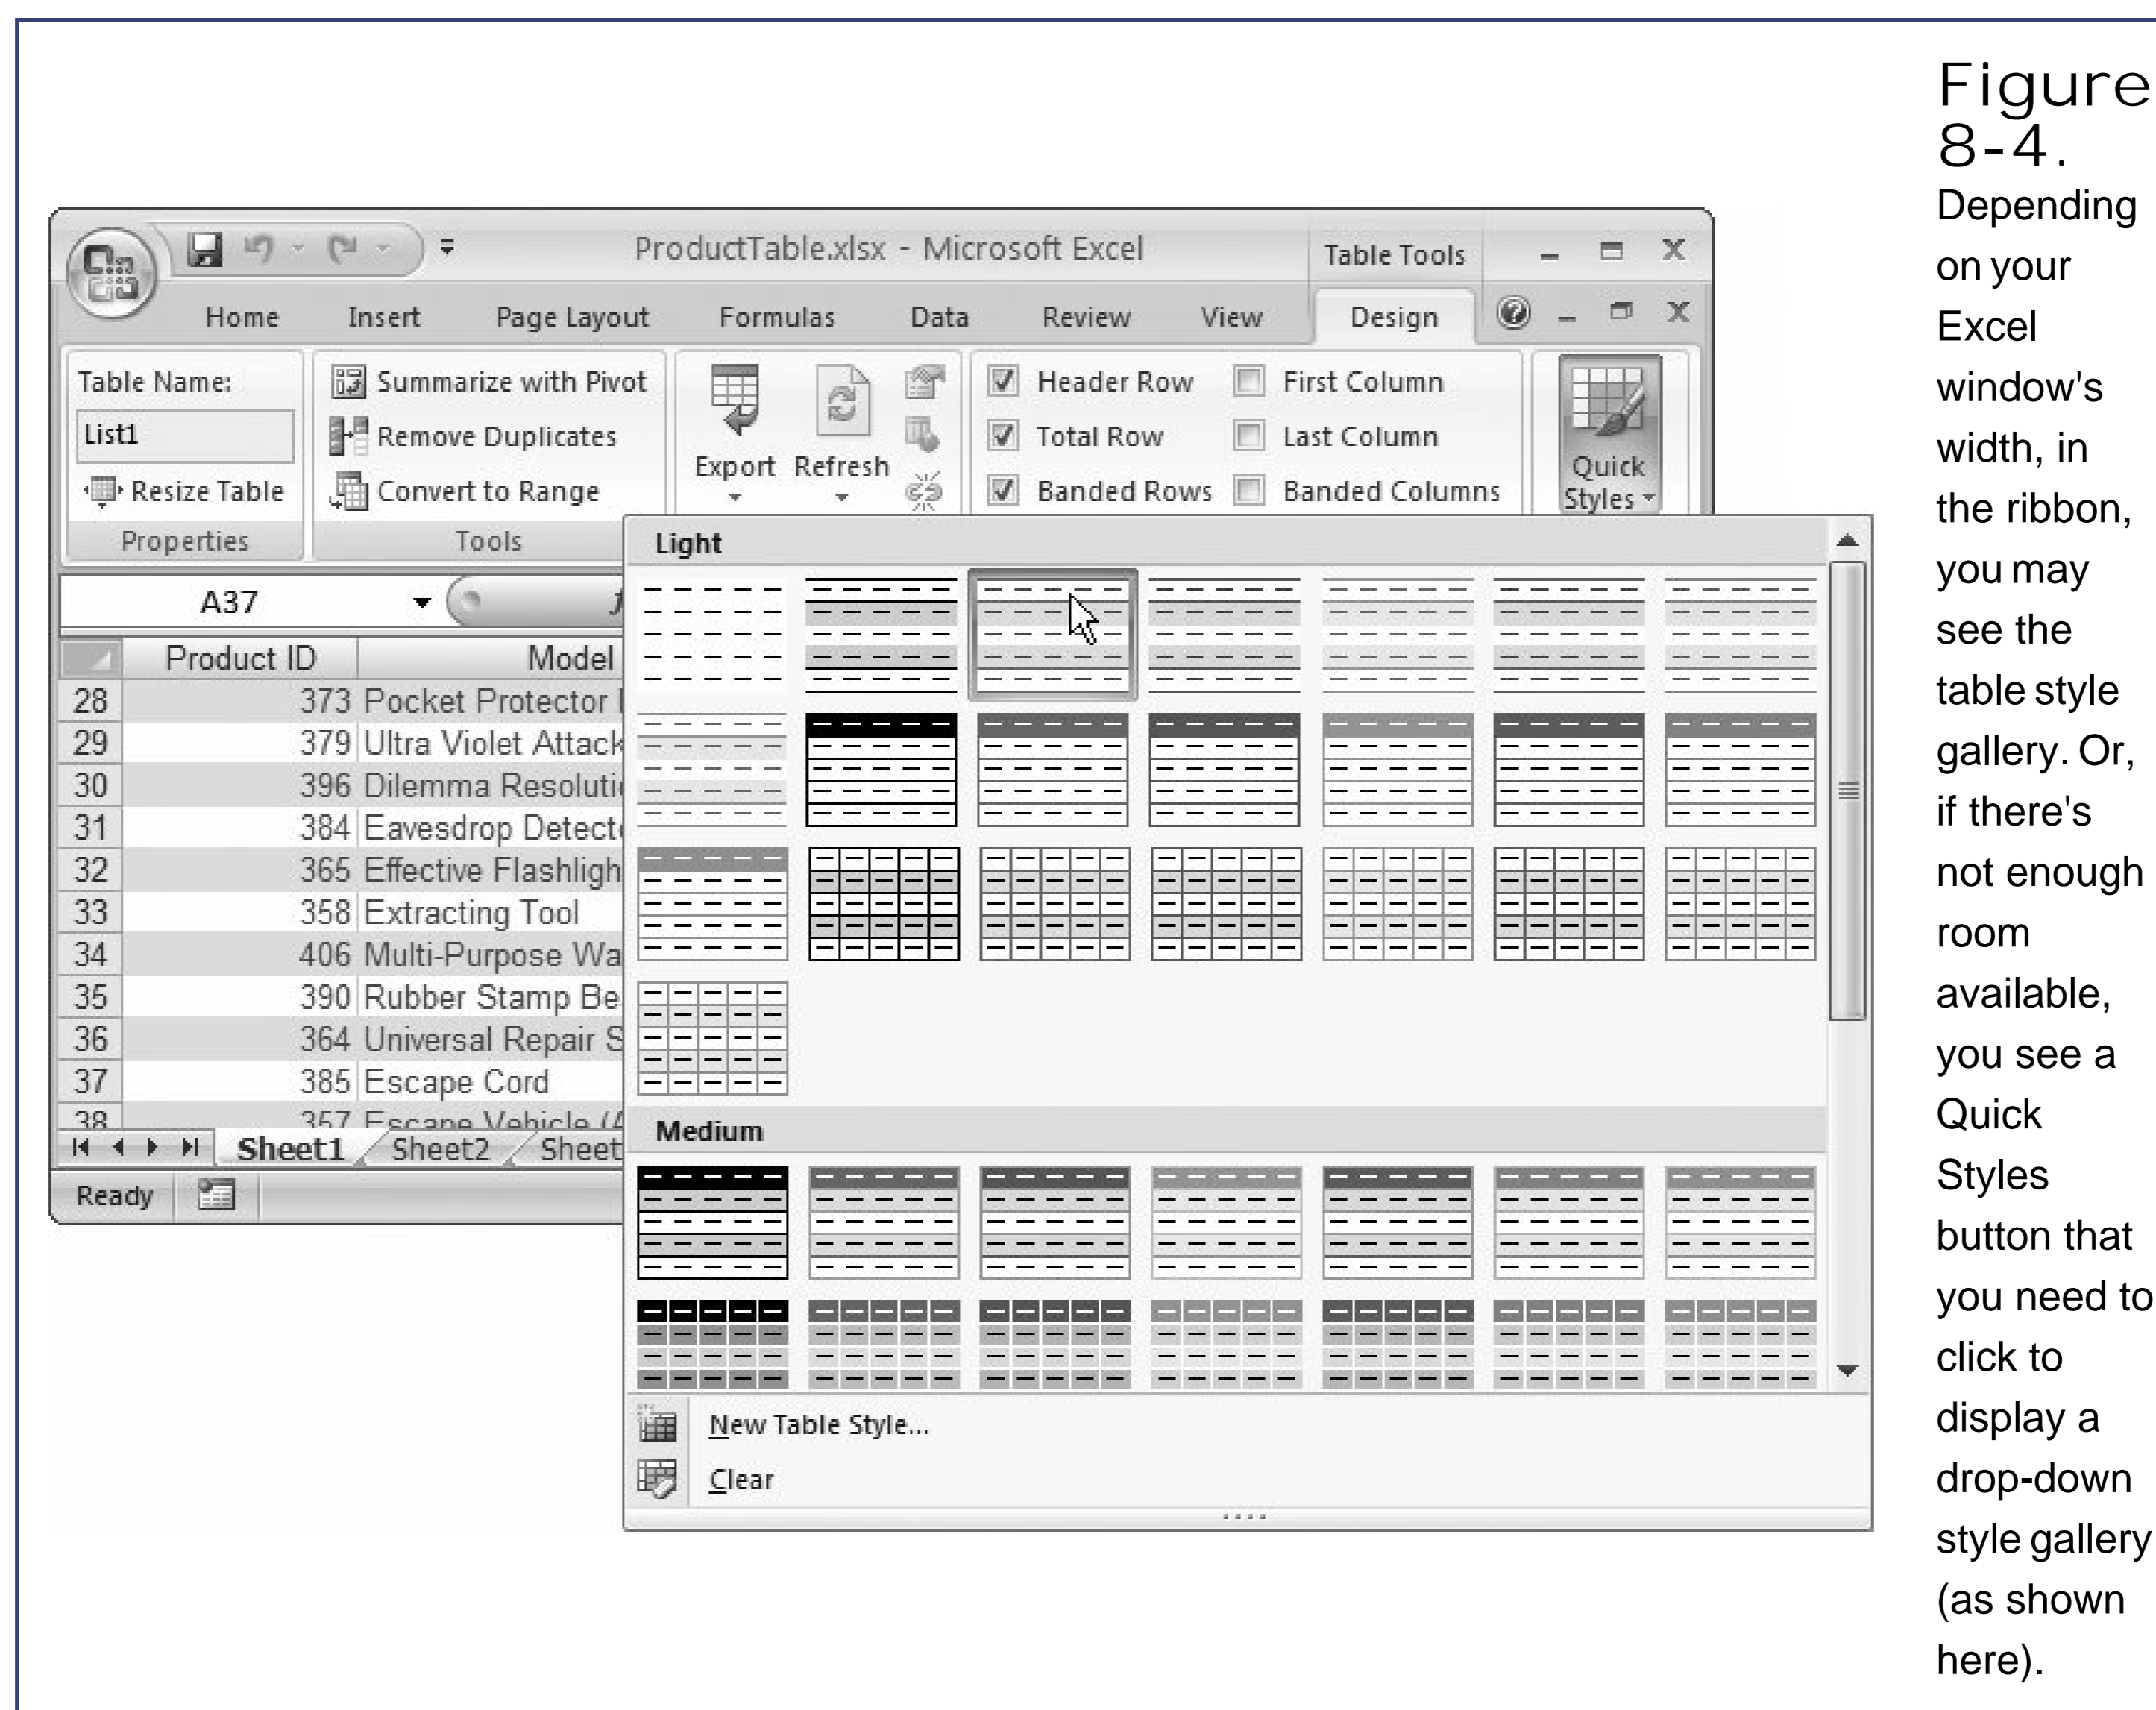 ProductTable.xlsx - Microsoft Excel
Table Tools
Home Insert Page Layout Formulas Data Review View Design
Table Name:
List1
Resize Table
Properties
Summarize with Pivot
Remove Duplicates
Convert to Range
Tools
Export Refresh
Header Row First Column
Total Row Last Column
Banded Rows Banded Columns
Quick
Styles
A37
Product ID Model
28 373 Pocket Protector
29 379 Ultra Violet Attack
30 396 Dilemma Resoluti
31 384 Eavesdrop Detect
32 365 Effective Flashligh
33 358 Extracting Tool
34 406 Multi-Purpose Wa
35 390 Rubber Stamp Be
36 364 Universal Repair S
37 385 Escape Cord
38 357 Escape Vehicle (A
Sheet1 Sheet2 Sheet
Ready
Light
Medium
New Table Style...
Clear
Figure
8-4.
Depending
on your
Excel
window's
width, in
the ribbon,
you may
see the
table style
gallery. Or,
if there's
not enough
room
available,
you see a
Quick
Styles
button that
you need to
click to
display a
drop-down
style gallery
(as shown
here).